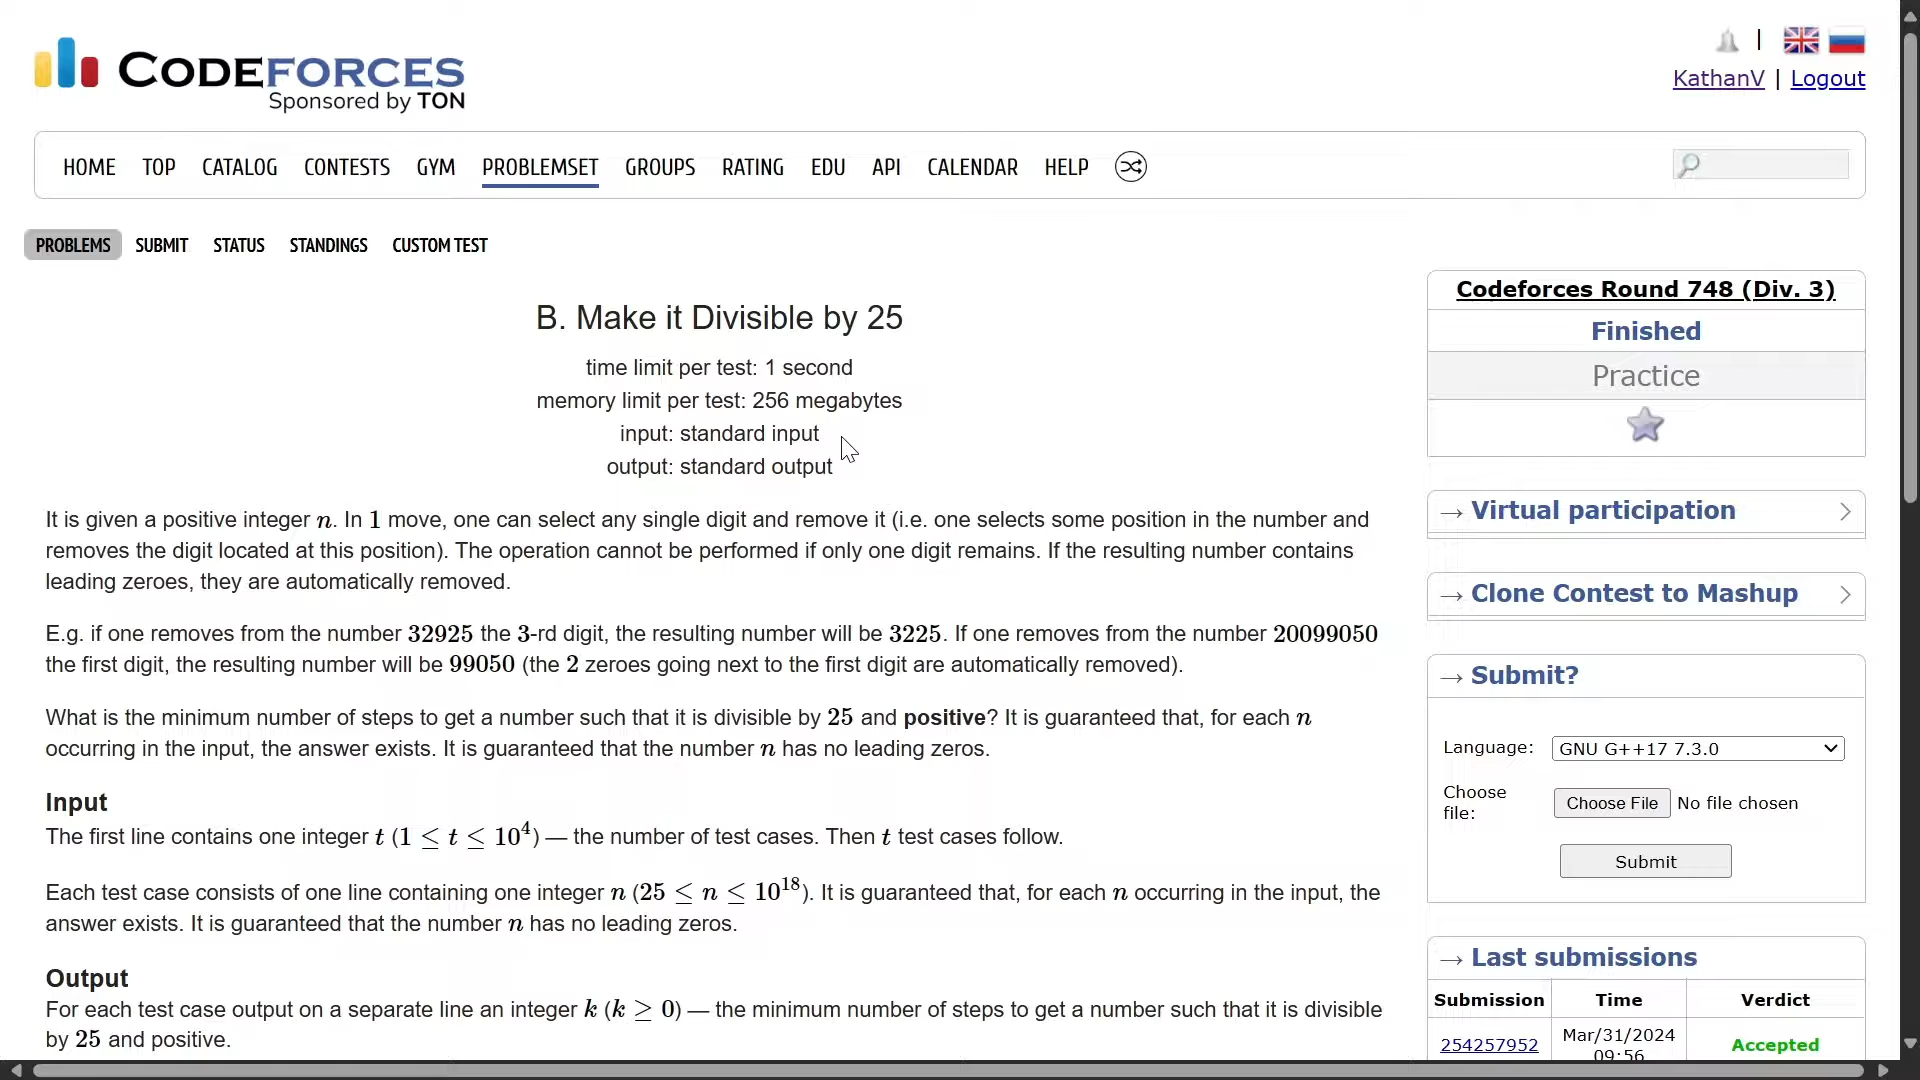 CODEFORCES
Sponsored by TON
|
KathanV | Logout
HOME TOP CATALOG CONTESTS GYM PROBLEMSET GROUPS RATING EDU API CALENDAR HELP
PROBLEMS SUBMIT STATUS STANDINGS CUSTOM TEST
B. Make it Divisible by 25
time limit per test: 1 second
memory limit per test: 256 megabytes
input: standard input
output: standard output
It is given a positive integer n. In 1 move, one can select any single digit and remove it (i.e. one selects some position in the number and
removes the digit located at this position). The operation cannot be performed if only one digit remains. If the resulting number contains
leading zeroes, they are automatically removed.
E.g. if one removes from the number 32925 the 3-rd digit, the resulting number will be 3225. If one removes from the number 20099050
the first digit, the resulting number will be 99050 (the 2 zeroes going next to the first digit are automatically removed).
What is the minimum number of steps to get a number such that it is divisible by 25 and positive? It is guaranteed that, for each n
occurring in the input, the answer exists. It is guaranteed that the number n has no leading zeros.
Input
The first line contains one integer t (1 ≤ t ≤ 10⁴) — the number of test cases. Then t test cases follow.
Each test case consists of one line containing one integer n (25 ≤ n ≤ 10¹⁸). It is guaranteed that, for each n occurring in the input, the
answer exists. It is guaranteed that the number n has no leading zeros.
Output
For each test case output on a separate line an integer k (k ≥ 0) — the minimum number of steps to get a number such that it is divisible
by 25 and positive.
Codeforces Round 748 (Div. 3)
Finished
Practice
→ Virtual participation
→ Clone Contest to Mashup
→ Submit?
Language: GNU G++17 7.3.0
Choose
file: Choose File No file chosen
Submit
→ Last submissions
Submission Time Verdict
254257952 Mar/31/2024
09:56 Accepted